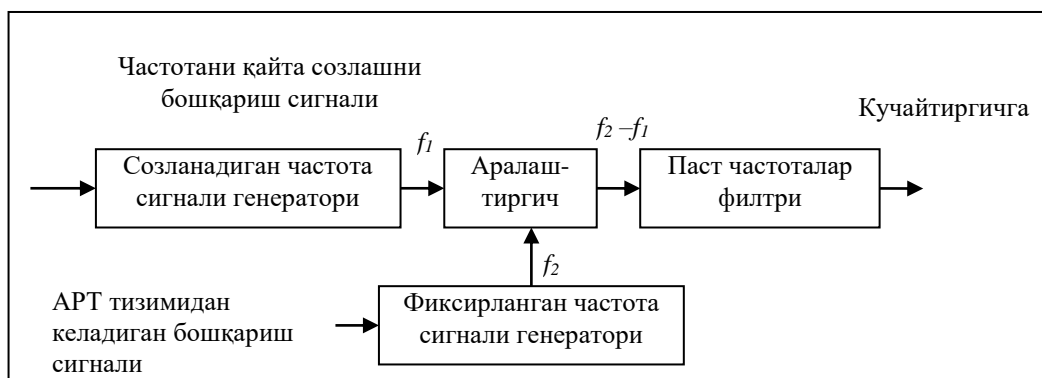 Частотани қайта созлашни
бошқариш сигнали
Кучайтиргичга
f1
f2 –f1
Созланадиган частота
сигнали генератори
Аралаш-
тиргич
Паст частоталар
филтри
f2
АРТ тизимидан
келадиган бошқариш
сигнали
Фиксирланган частота
сигнали генератори